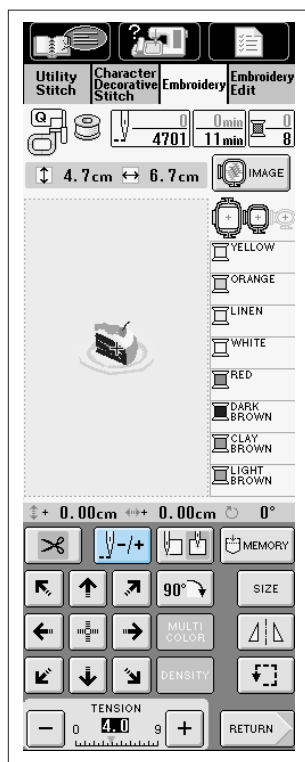 Utility Stitch
Character Decorative Stitch
Embroidery
Embroidery Edit
Q
0
4701
0min
11min
0
8
4.7cm 6.7cm
IMAGE
YELLOW
ORANGE
LINEN
WHITE
RED
DARK BROWN
CLAY BROWN
LIGHT BROWN
+ 0.00cm + 0.00cm 0°
-/+
MEMORY
90°
SIZE
MULTI COLOR
DENSITY
TENSION
- 0 4.0 9 +
RETURN